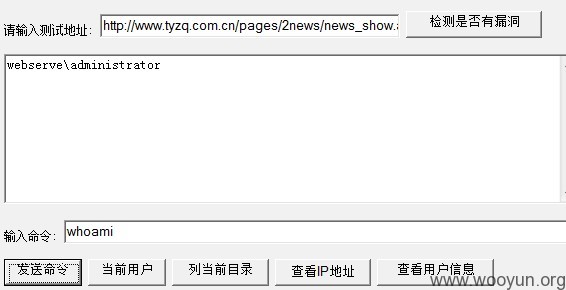 请输入测试地址:
http://www.tyzq.com.cn/pages/2news/news_show.a
检测是否有漏洞
webserve\administrator
输入命令:
whoami
发送命令
当前用户
列当前目录
查看IP地址
查看用户信息
www.wooyun.org